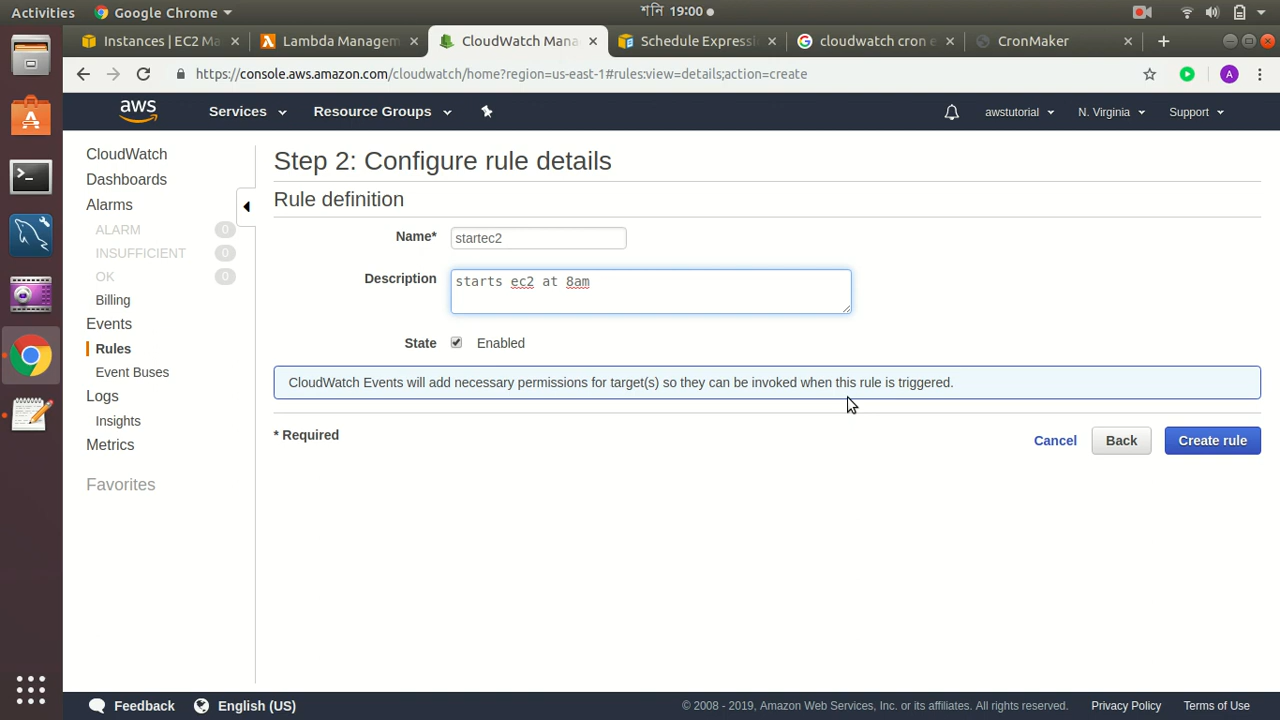 Activities
Google Chrome
শনি 19:00
Instances | EC2 Ma
Lambda Managem
CloudWatch Mana
Schedule Expressi
cloudwatch cron e
CronMaker
https://console.aws.amazon.com/cloudwatch/home?region=us-east-1#rules:view=details;action=create
A
aws
Services
Resource Groups
awstutorial
N. Virginia
Support
CloudWatch
Dashboards
Alarms
ALARM 0
INSUFFICIENT 0
OK 0
Billing
Events
Rules
Event Buses
Logs
Insights
Metrics
Favorites
Step 2: Configure rule details
Rule definition
Name* startec2
Description starts ec2 at 8am
State Enabled
CloudWatch Events will add necessary permissions for target(s) so they can be invoked when this rule is triggered.
* Required
Cancel
Back
Create rule
Feedback
English (US)
© 2008 - 2019, Amazon Web Services, Inc. or its affiliates. All rights reserved.
Privacy Policy
Terms of Use